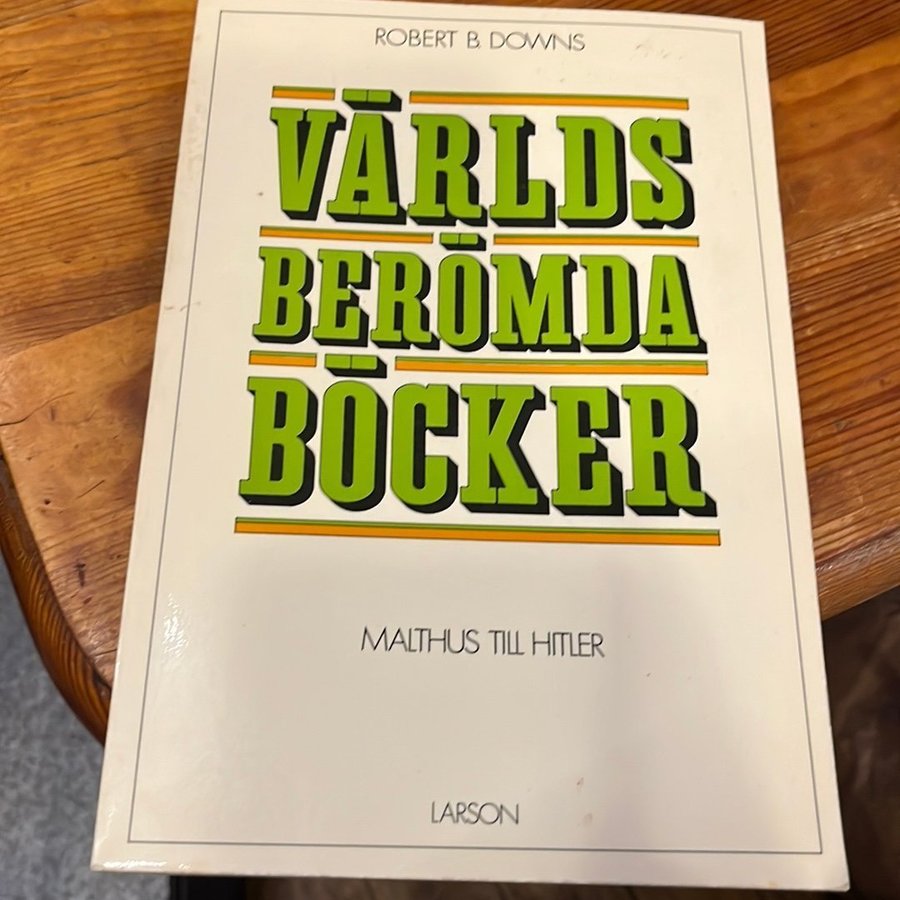 ROBERT B. DOWNS
VÄRLDS
BERÖMDA
BÖCKER
MALTHUS TILL HITLER
LARSON